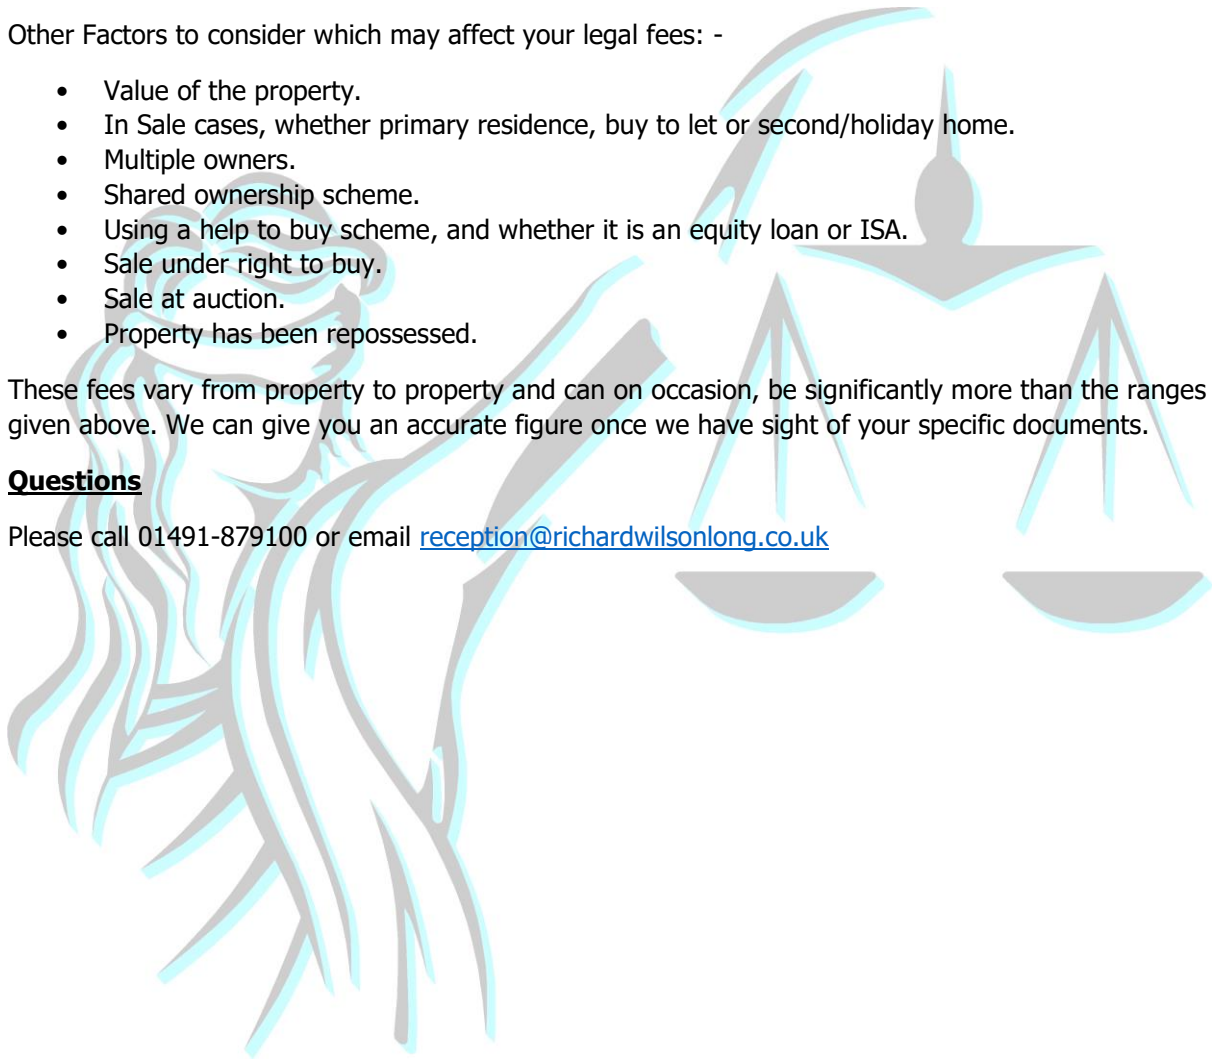 Other Factors to consider which may affect your legal fees: -
• Value of the property.
• In Sale cases, whether primary residence, buy to let or second/holiday home.
• Multiple owners.
• Shared ownership scheme.
• Using a help to buy scheme, and whether it is an equity loan or ISA.
• Sale under right to buy.
• Sale at auction.
• Property has been repossessed.
These fees vary from property to property and can on occasion, be significantly more than the ranges
given above. We can give you an accurate figure once we have sight of your specific documents.
Questions
Please call 01491-879100 or email reception@richardwilsonlong.co.uk